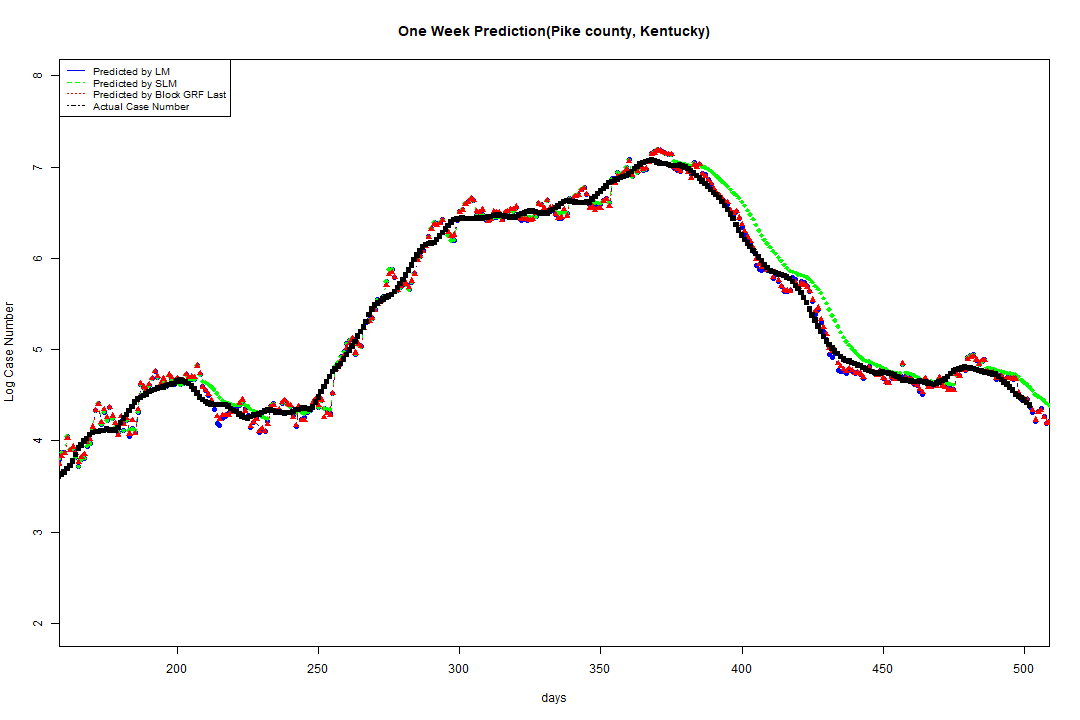 One Week Prediction(Pike county, Kentucky)
Predicted by LM
Predicted by SLM
Predicted by Block GRF Last
Actual Case Number
8
7
6
5
4
3
2
Log Case Number
200 250 300 350 400 450 500
days